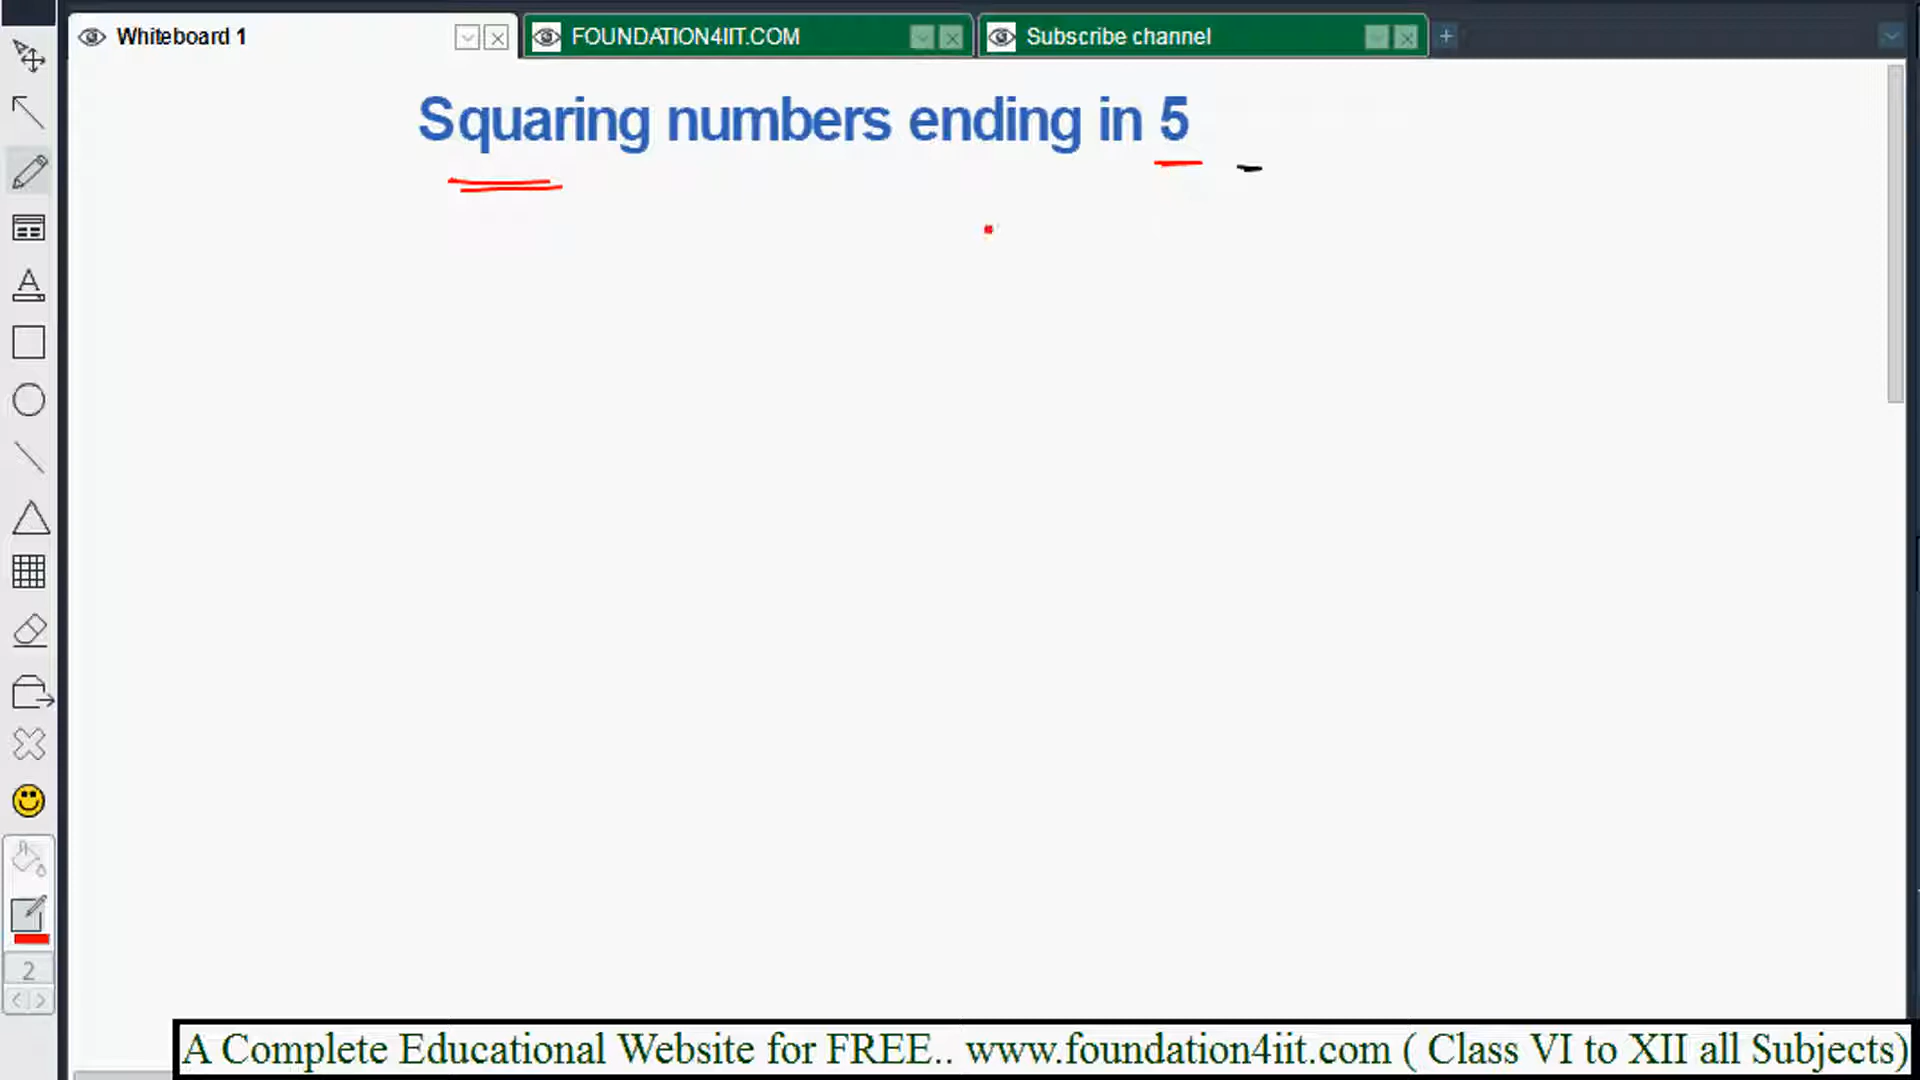 Whiteboard 1
FOUNDATION4IIT.COM
Subscribe channel
Squaring numbers ending in 5
2
A Complete Educational Website for FREE.. www.foundation4iit.com ( Class VI to XII all Subjects)